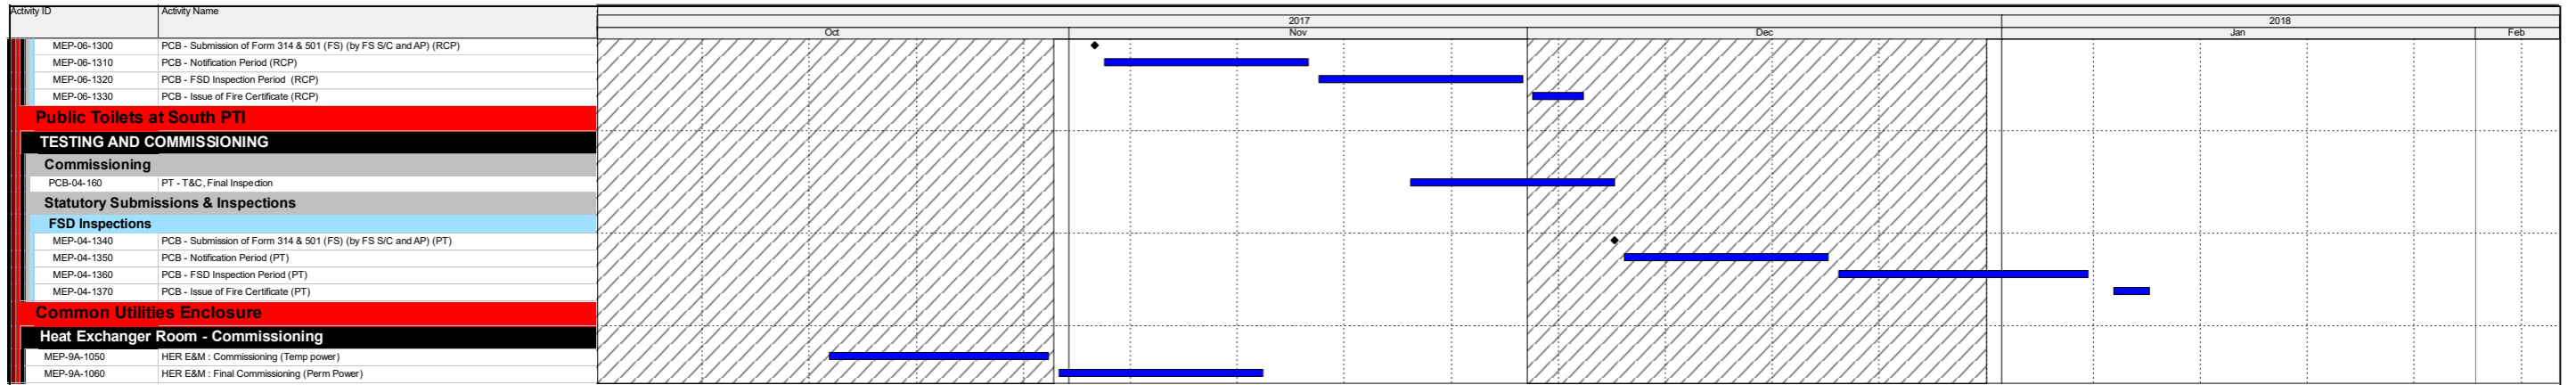 Activity ID Activity Name
2017 2018
Oct Nov Dec Jan Feb
MEP-06-1300 PCB - Submission of Form 314 & 501 (FS) (by FS S/C and AP) (RCP)
MEP-06-1310 PCB - Notification Period (RCP)
MEP-06-1320 PCB - FSD Inspection Period (RCP)
MEP-06-1330 PCB - Issue of Fire Certificate (RCP)
Public Toilets at South PTI
TESTING AND COMMISSIONING
Commissioning
PCB-04-160 PT - T&C, Final Inspection
Statutory Submissions & Inspections
FSD Inspections
MEP-04-1340 PCB - Submission of Form 314 & 501 (FS) (by FS S/C and AP) (PT)
MEP-04-1350 PCB - Notification Period (PT)
MEP-04-1360 PCB - FSD Inspection Period (PT)
MEP-04-1370 PCB - Issue of Fire Certificate (PT)
Common Utilities Enclosure
Heat Exchanger Room - Commissioning
MEP-9A-1050 HER E&M : Commissioning (Temp power)
MEP-9A-1060 HER E&M : Final Commissioning (Perm Power)